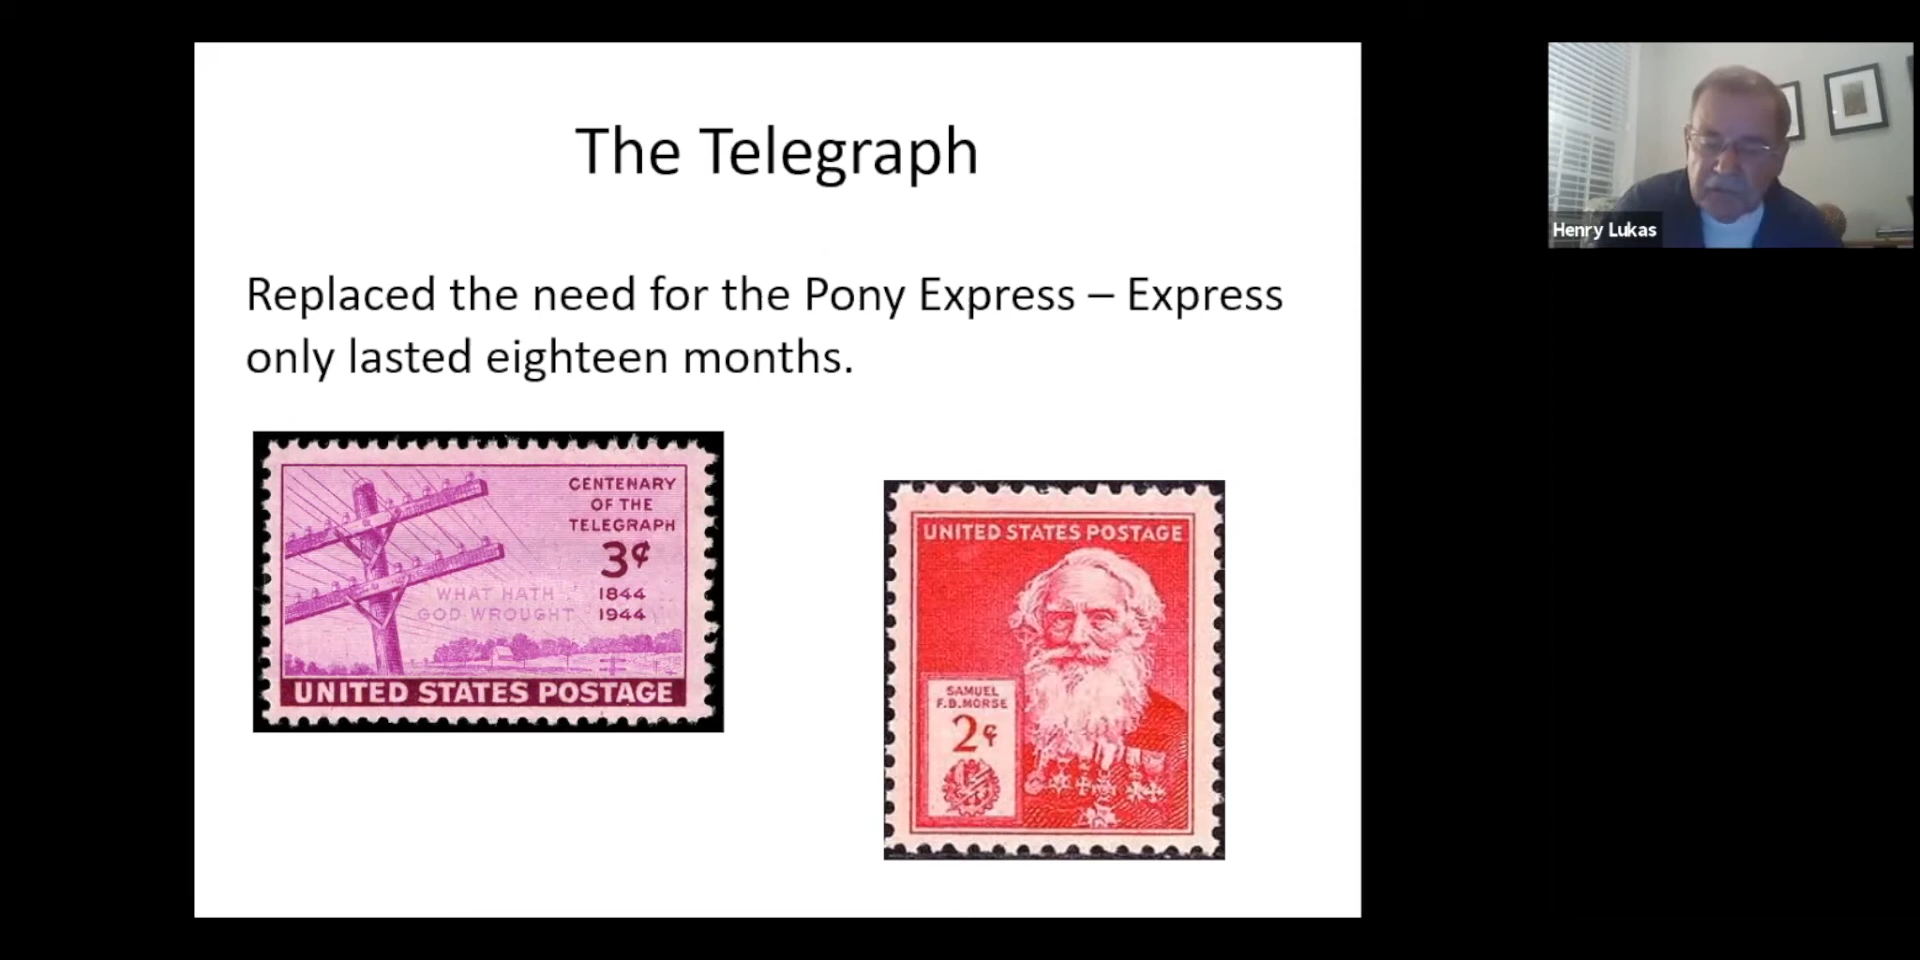 The Telegraph
Replaced the need for the Pony Express – Express
only lasted eighteen months.
CENTENARY
OF THE
TELEGRAPH
3¢
WHAT HATH
GOD WROUGHT
1844
1944
UNITED STATES POSTAGE
UNITED STATES POSTAGE
SAMUEL
F.B.MORSE
2¢
Henry Lukas